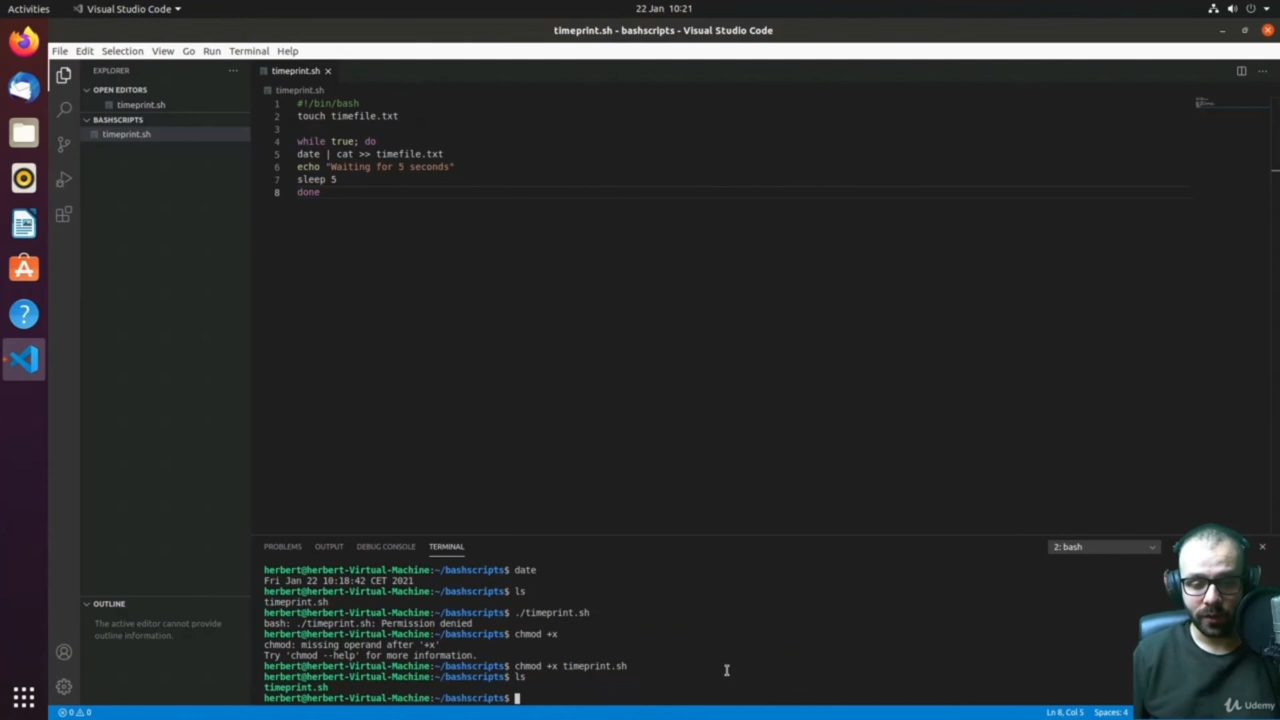 Activities
Visual Studio Code
22 Jan 10:21
timeprint.sh - bashscripts - Visual Studio Code
File Edit Selection View Go Run Terminal Help
EXPLORER
OPEN EDITORS
timeprint.sh
BASHSCRIPTS
timeprint.sh
OUTLINE
The active editor cannot provide
outline information.
timeprint.sh
timeprint.sh
1 #!/bin/bash
2 touch timefile.txt
3
4 while true; do
5 date | cat >> timefile.txt
6 echo "Waiting for 5 seconds"
7 sleep 5
8 done
PROBLEMS OUTPUT DEBUG CONSOLE TERMINAL
2: bash
herbert@herbert-Virtual-Machine:~/bashscripts$ date
Fri Jan 22 10:18:42 CET 2021
herbert@herbert-Virtual-Machine:~/bashscripts$ ls
timeprint.sh
herbert@herbert-Virtual-Machine:~/bashscripts$ ./timeprint.sh
bash: ./timeprint.sh: Permission denied
herbert@herbert-Virtual-Machine:~/bashscripts$ chmod +x
chmod: missing operand after '+x'
Try 'chmod --help' for more information.
herbert@herbert-Virtual-Machine:~/bashscripts$ chmod +x timeprint.sh
herbert@herbert-Virtual-Machine:~/bashscripts$ ls
timeprint.sh
herbert@herbert-Virtual-Machine:~/bashscripts$
0 0
Ln 8, Col 5 Spaces: 4
Udemy